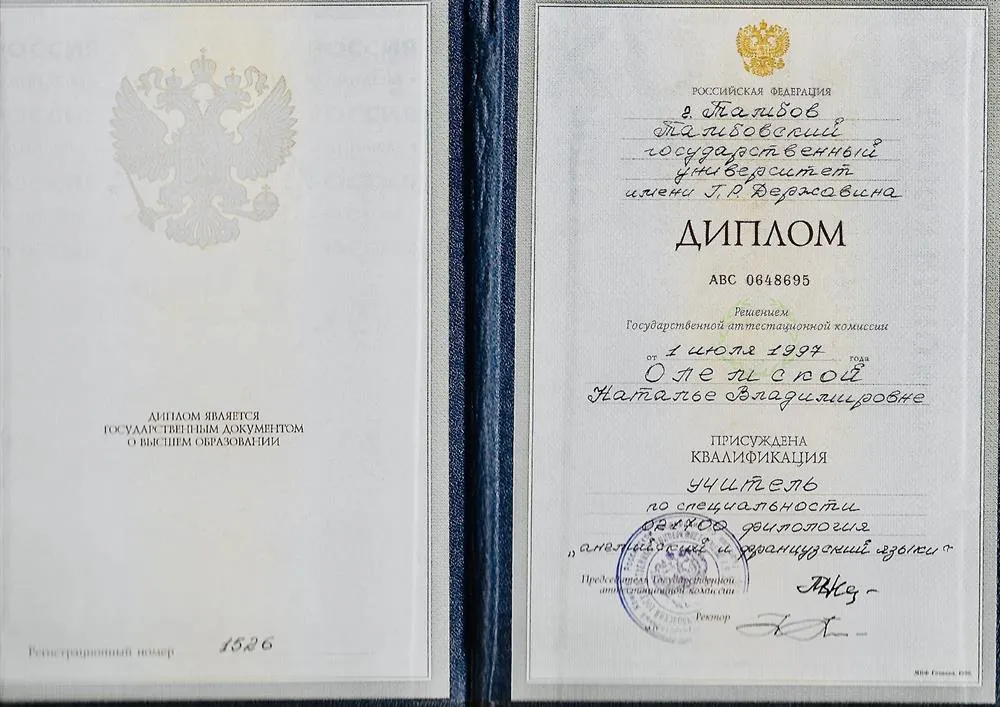 ДИПЛОМ ЯВЛЯЕТСЯ
ГОСУДАРСТВЕННЫМ ДОКУМЕНТОМ
О ВЫСШЕМ ОБРАЗОВАНИИ
Регистрационный номер 1526
РОССИЙСКАЯ ФЕДЕРАЦИЯ
г. Тамбов
Тамбовский
государственный
университет
имени Г.Р. Державина
ДИПЛОМ
АВС 0648695
Решением
Государственной аттестационной комиссии
от 1 июля 1997 года
Олемской
Наталье Владимировне
ПРИСУЖДЕНА
КВАЛИФИКАЦИЯ
учитель
по специальности
021700 филология
„английский и французский языки"
Председатель Государственной
аттестационной комиссии
Ректор